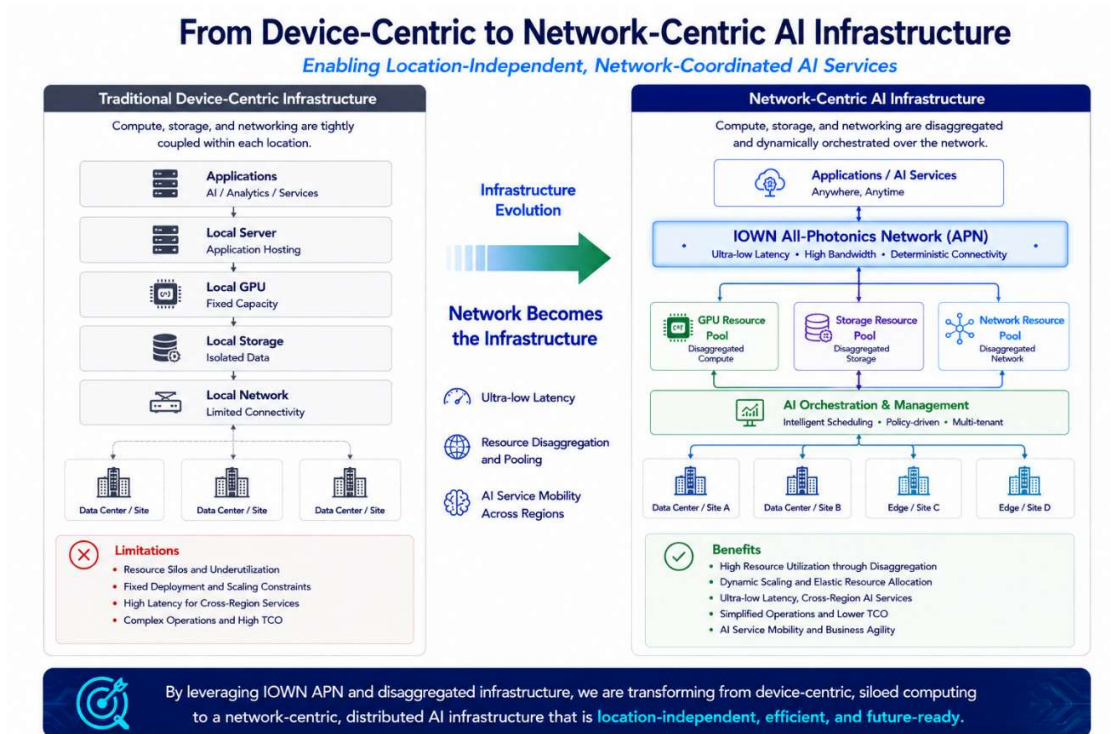 From Device-Centric to Network-Centric AI Infrastructure
Enabling Location-Independent, Network-Coordinated AI Services
Traditional Device-Centric Infrastructure
Compute, storage, and networking are tightly
coupled within each location.
Applications
AI / Analytics / Services
Local Server
Application Hosting
Local GPU
Fixed Capacity
Local Storage
Isolated Data
Local Network
Limited Connectivity
Data Center / Site
Data Center / Site
Data Center / Site
Limitations
• Resource Silos and Underutilization
• Fixed Deployment and Scaling Constraints
• High Latency for Cross-Region Services
• Complex Operations and High TCO
Infrastructure
Evolution
Network Becomes
the Infrastructure
Ultra-low Latency
Resource Disaggregation
and Pooling
AI Service Mobility
Across Regions
Network-Centric AI Infrastructure
Compute, storage, and networking are disaggregated
and dynamically orchestrated over the network.
Applications / AI Services
Anywhere, Anytime
IOWN All-Photonics Network (APN)
Ultra-low Latency • High Bandwidth • Deterministic Connectivity
GPU Resource
Pool
Disaggregated
Compute
Storage Resource
Pool
Disaggregated
Storage
Network Resource
Pool
Disaggregated
Network
AI Orchestration & Management
Intelligent Scheduling • Policy-driven • Multi-tenant
Data Center / Site A
Data Center / Site B
Edge / Site C
Edge / Site D
Benefits
• High Resource Utilization through Disaggregation
• Dynamic Scaling and Elastic Resource Allocation
• Ultra-low Latency, Cross-Region AI Services
• Simplified Operations and Lower TCO
• AI Service Mobility and Business Agility
By leveraging IOWN APN and disaggregated infrastructure, we are transforming from device-centric, siloed computing
to a network-centric, distributed AI infrastructure that is location-independent, efficient, and future-ready.